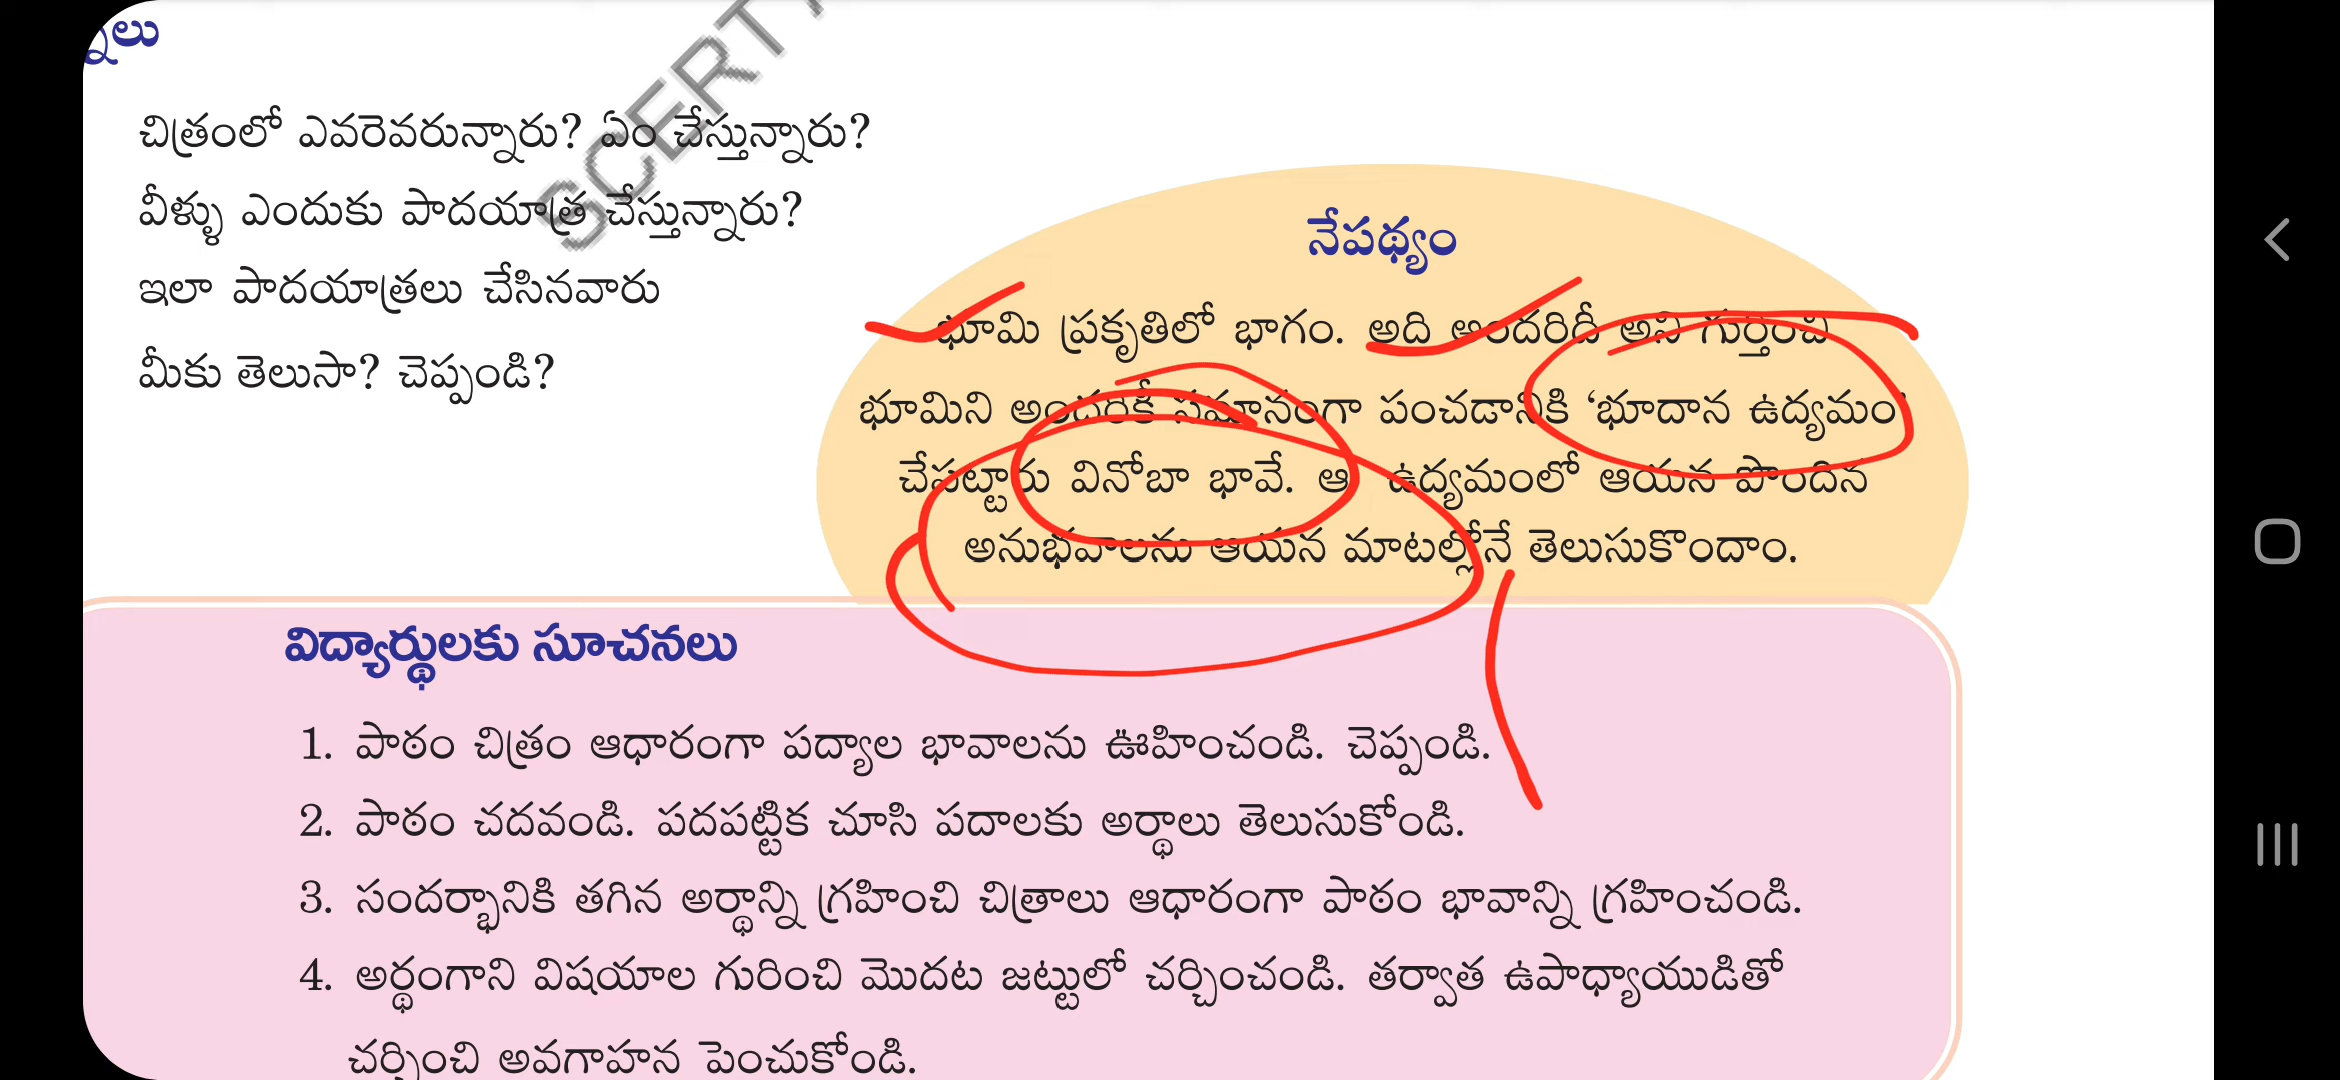 SCERT
చిత్రంలో ఎవరెవరున్నారు? ఏం చేస్తున్నారు?
వీళ్ళు ఎందుకు పాదయాత్ర చేస్తున్నారు?
ఇలా పాదయాత్రలు చేసినవారు
మీకు తెలుసా? చెప్పండి?
నేపథ్యం
భూమి ప్రకృతిలో భాగం. అది అందరిదీ అని గుర్తించి
భూమిని అందరికీ సమానంగా పంచడానికి ‘భూదాన ఉద్యమం’
చేపట్టారు వినోబా భావే. ఆ ఉద్యమంలో ఆయన పొందిన
అనుభవాలను ఆయన మాటల్లోనే తెలుసుకొందాం.
విద్యార్థులకు సూచనలు
1. పాఠం చిత్రం ఆధారంగా పద్యాల భావాలను ఊహించండి. చెప్పండి.
2. పాఠం చదవండి. పదపట్టిక చూసి పదాలకు అర్థాలు తెలుసుకోండి.
3. సందర్భానికి తగిన అర్థాన్ని గ్రహించి చిత్రాలు ఆధారంగా పాఠం భావాన్ని గ్రహించండి.
4. అర్థంగాని విషయాల గురించి మొదట జట్టులో చర్చించండి. తర్వాత ఉపాధ్యాయుడితో
చర్చించి అవగాహన పెంచుకోండి.